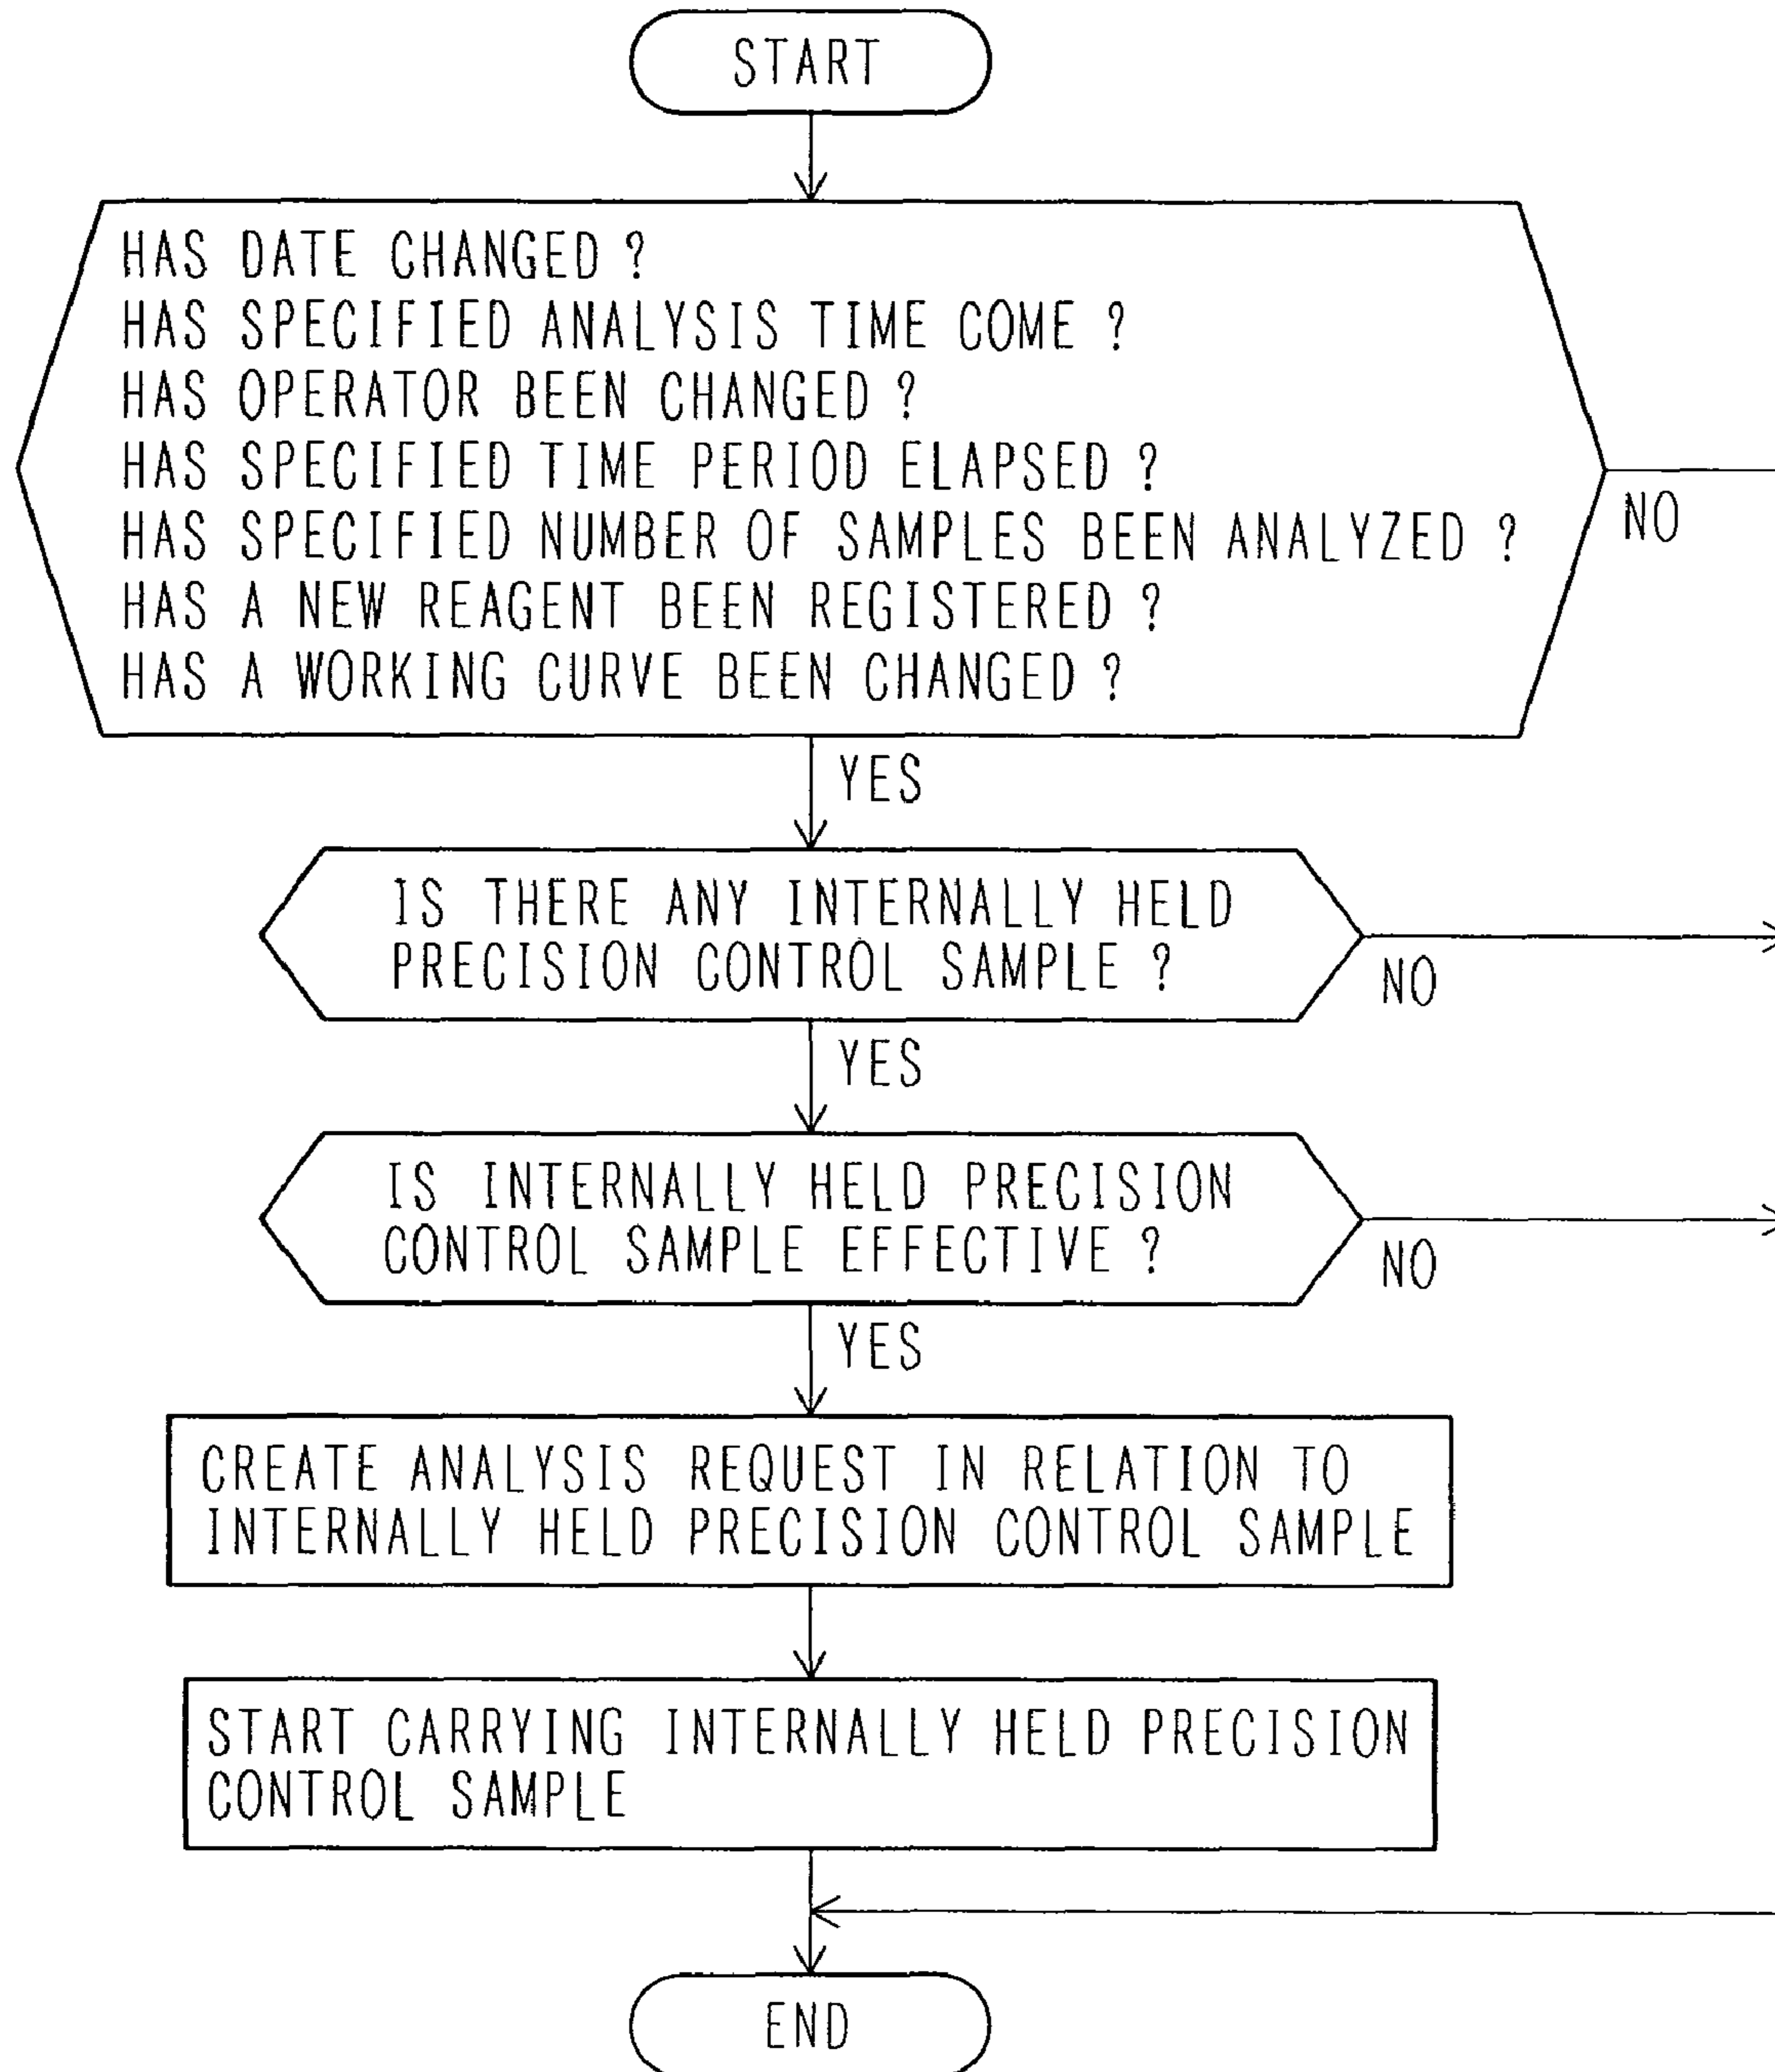 START
HAS DATE CHANGED ?
HAS SPECIFIED ANALYSIS TIME COME ?
HAS OPERATOR BEEN CHANGED ?
HAS SPECIFIED TIME PERIOD ELAPSED ?
HAS SPECIFIED NUMBER OF SAMPLES BEEN ANALYZED ?
HAS A NEW REAGENT BEEN REGISTERED ?
HAS A WORKING CURVE BEEN CHANGED ?
NO
YES
IS THERE ANY INTERNALLY HELD
PRECISION CONTROL SAMPLE ?
NO
YES
IS INTERNALLY HELD PRECISION
CONTROL SAMPLE EFFECTIVE ?
NO
YES
CREATE ANALYSIS REQUEST IN RELATION TO
INTERNALLY HELD PRECISION CONTROL SAMPLE
START CARRYING INTERNALLY HELD PRECISION
CONTROL SAMPLE
END